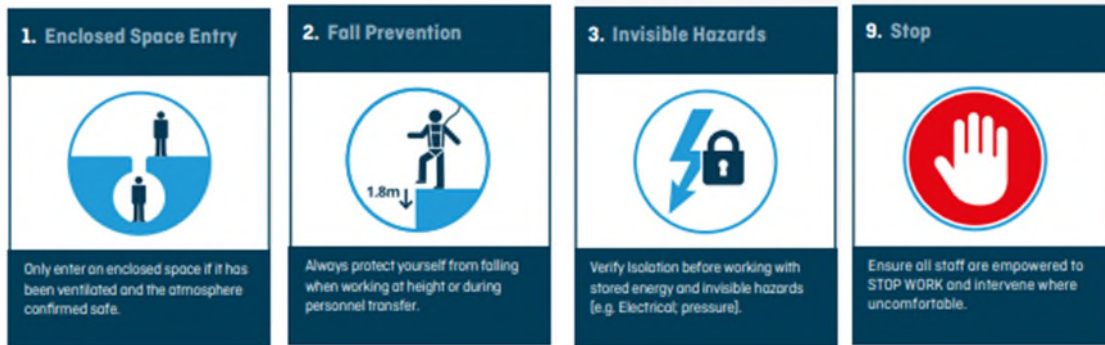 1. Enclosed Space Entry
Only enter an enclosed space if it has
been ventilated and the atmosphere
confirmed safe.
2. Fall Prevention
1.8m
Always protect yourself from falling
when working at height or during
personnel transfer.
3. Invisible Hazards
Verify Isolation before working with
stored energy and invisible hazards
[e.g. Electrical; pressure].
9. Stop
Ensure all staff are empowered to
STOP WORK and intervene where
uncomfortable.